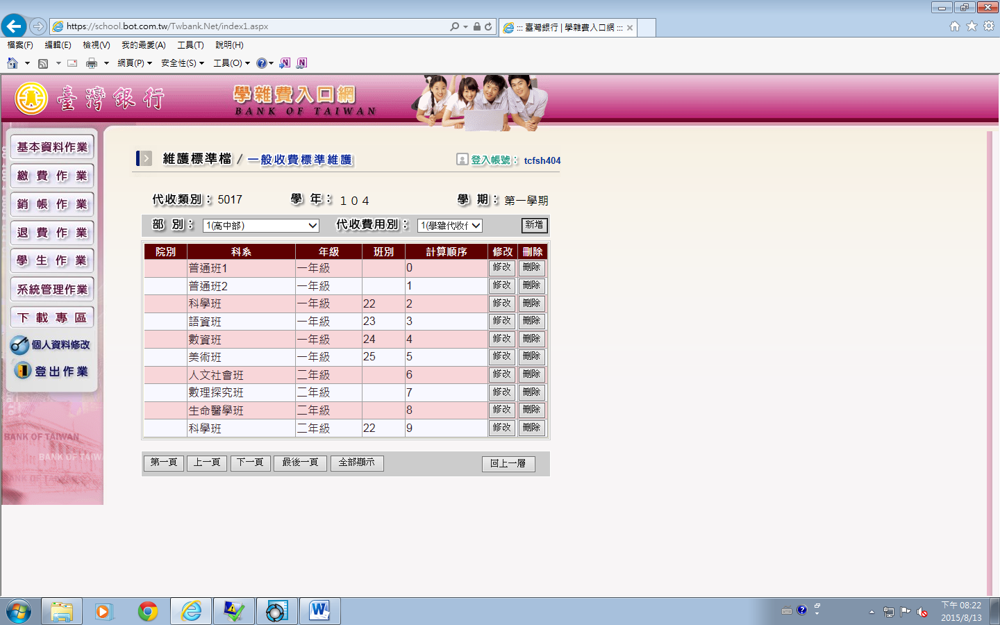 https://school.bot.com.tw/Twbank.Net/index1.aspx
::: 臺灣銀行 | 學雜費入口網 :::
檔案(F) 編輯(E) 檢視(V) 我的最愛(A) 工具(T) 說明(H)
網頁(P) 安全性(S) 工具(O)
臺灣銀行
學雜費入口網
BANK OF TAIWAN
基本資料作業
繳費作業
銷帳作業
退費作業
學生作業
系統管理作業
下載專區
個人資料修改
登出作業
BANK OF TAIWAN
維護標準檔 / 一般收費標準維護 登入帳號： tcfsh404
代收類別： 5017 學 年： １０４ 學 期： 第一學期
部 別： 1(高中部) 代收費用別： 1(學雜代收 新增
院別 科系 年級 班別 計算順序 修改 刪除
普通班1 一年級 0 修改 刪除
普通班2 一年級 1 修改 刪除
科學班 一年級 22 2 修改 刪除
語資班 一年級 23 3 修改 刪除
數資班 一年級 24 4 修改 刪除
美術班 一年級 25 5 修改 刪除
人文社會班 二年級 6 修改 刪除
數理探究班 二年級 7 修改 刪除
生命醫學班 二年級 8 修改 刪除
科學班 二年級 22 9 修改 刪除
第一頁 上一頁 下一頁 最後一頁 全部顯示 回上一層
下午 08:22
2015/8/13